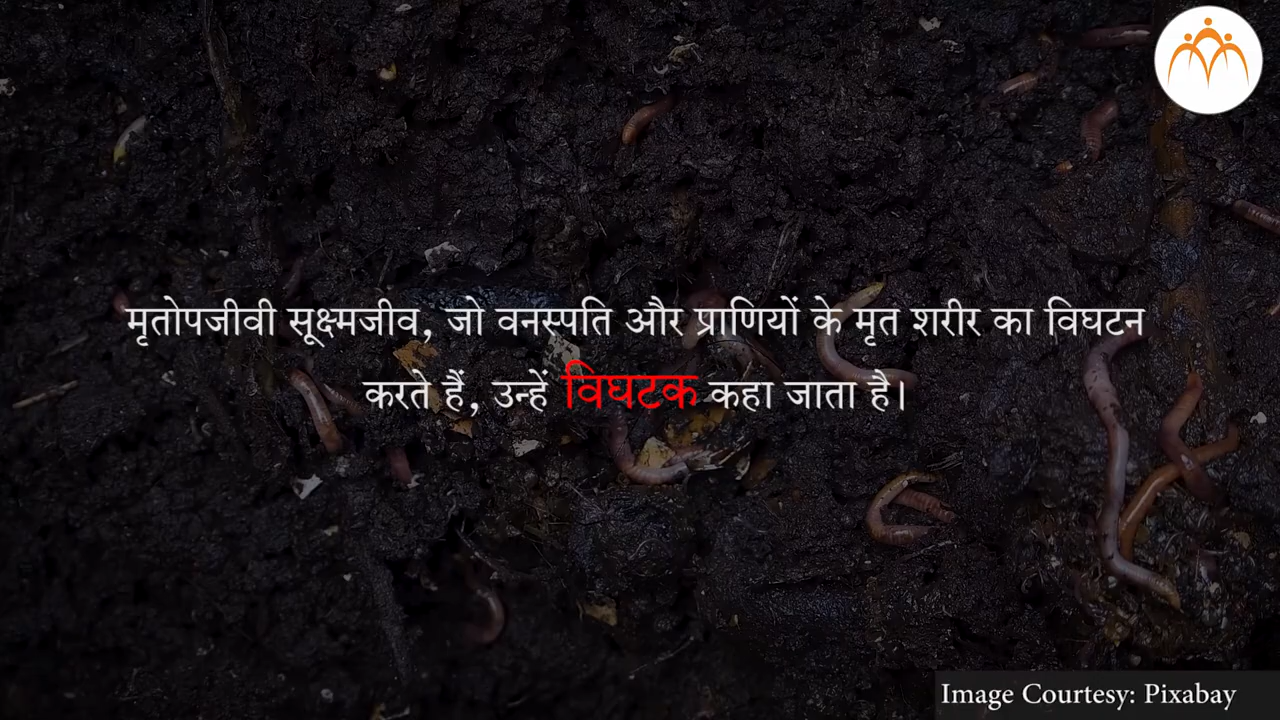 मृतोपजीवी सूक्ष्मजीव, जो वनस्पति और प्राणियों के मृत शरीर का विघटन
करते हैं, उन्हें विघटक कहा जाता है।
Image Courtesy: Pixabay